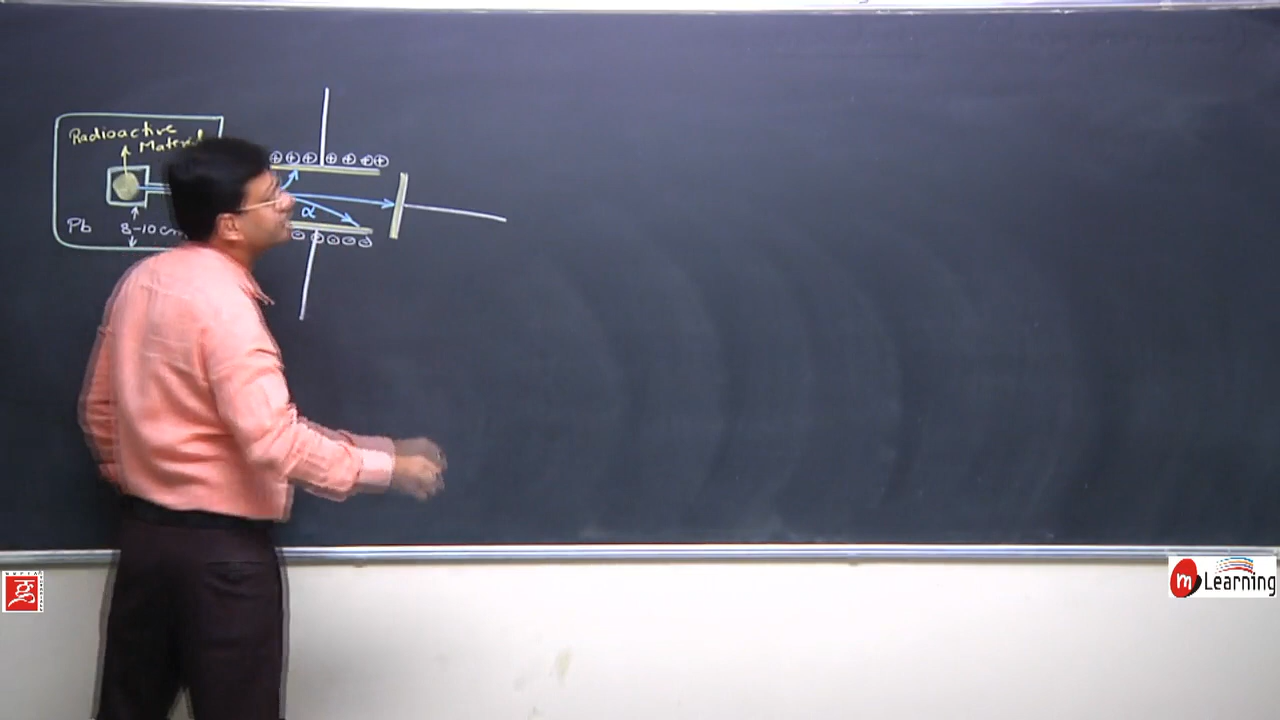 Radioactive
Material
+ + + + + + +
α
Pb
8-10 cm
- - - - -
m Learning